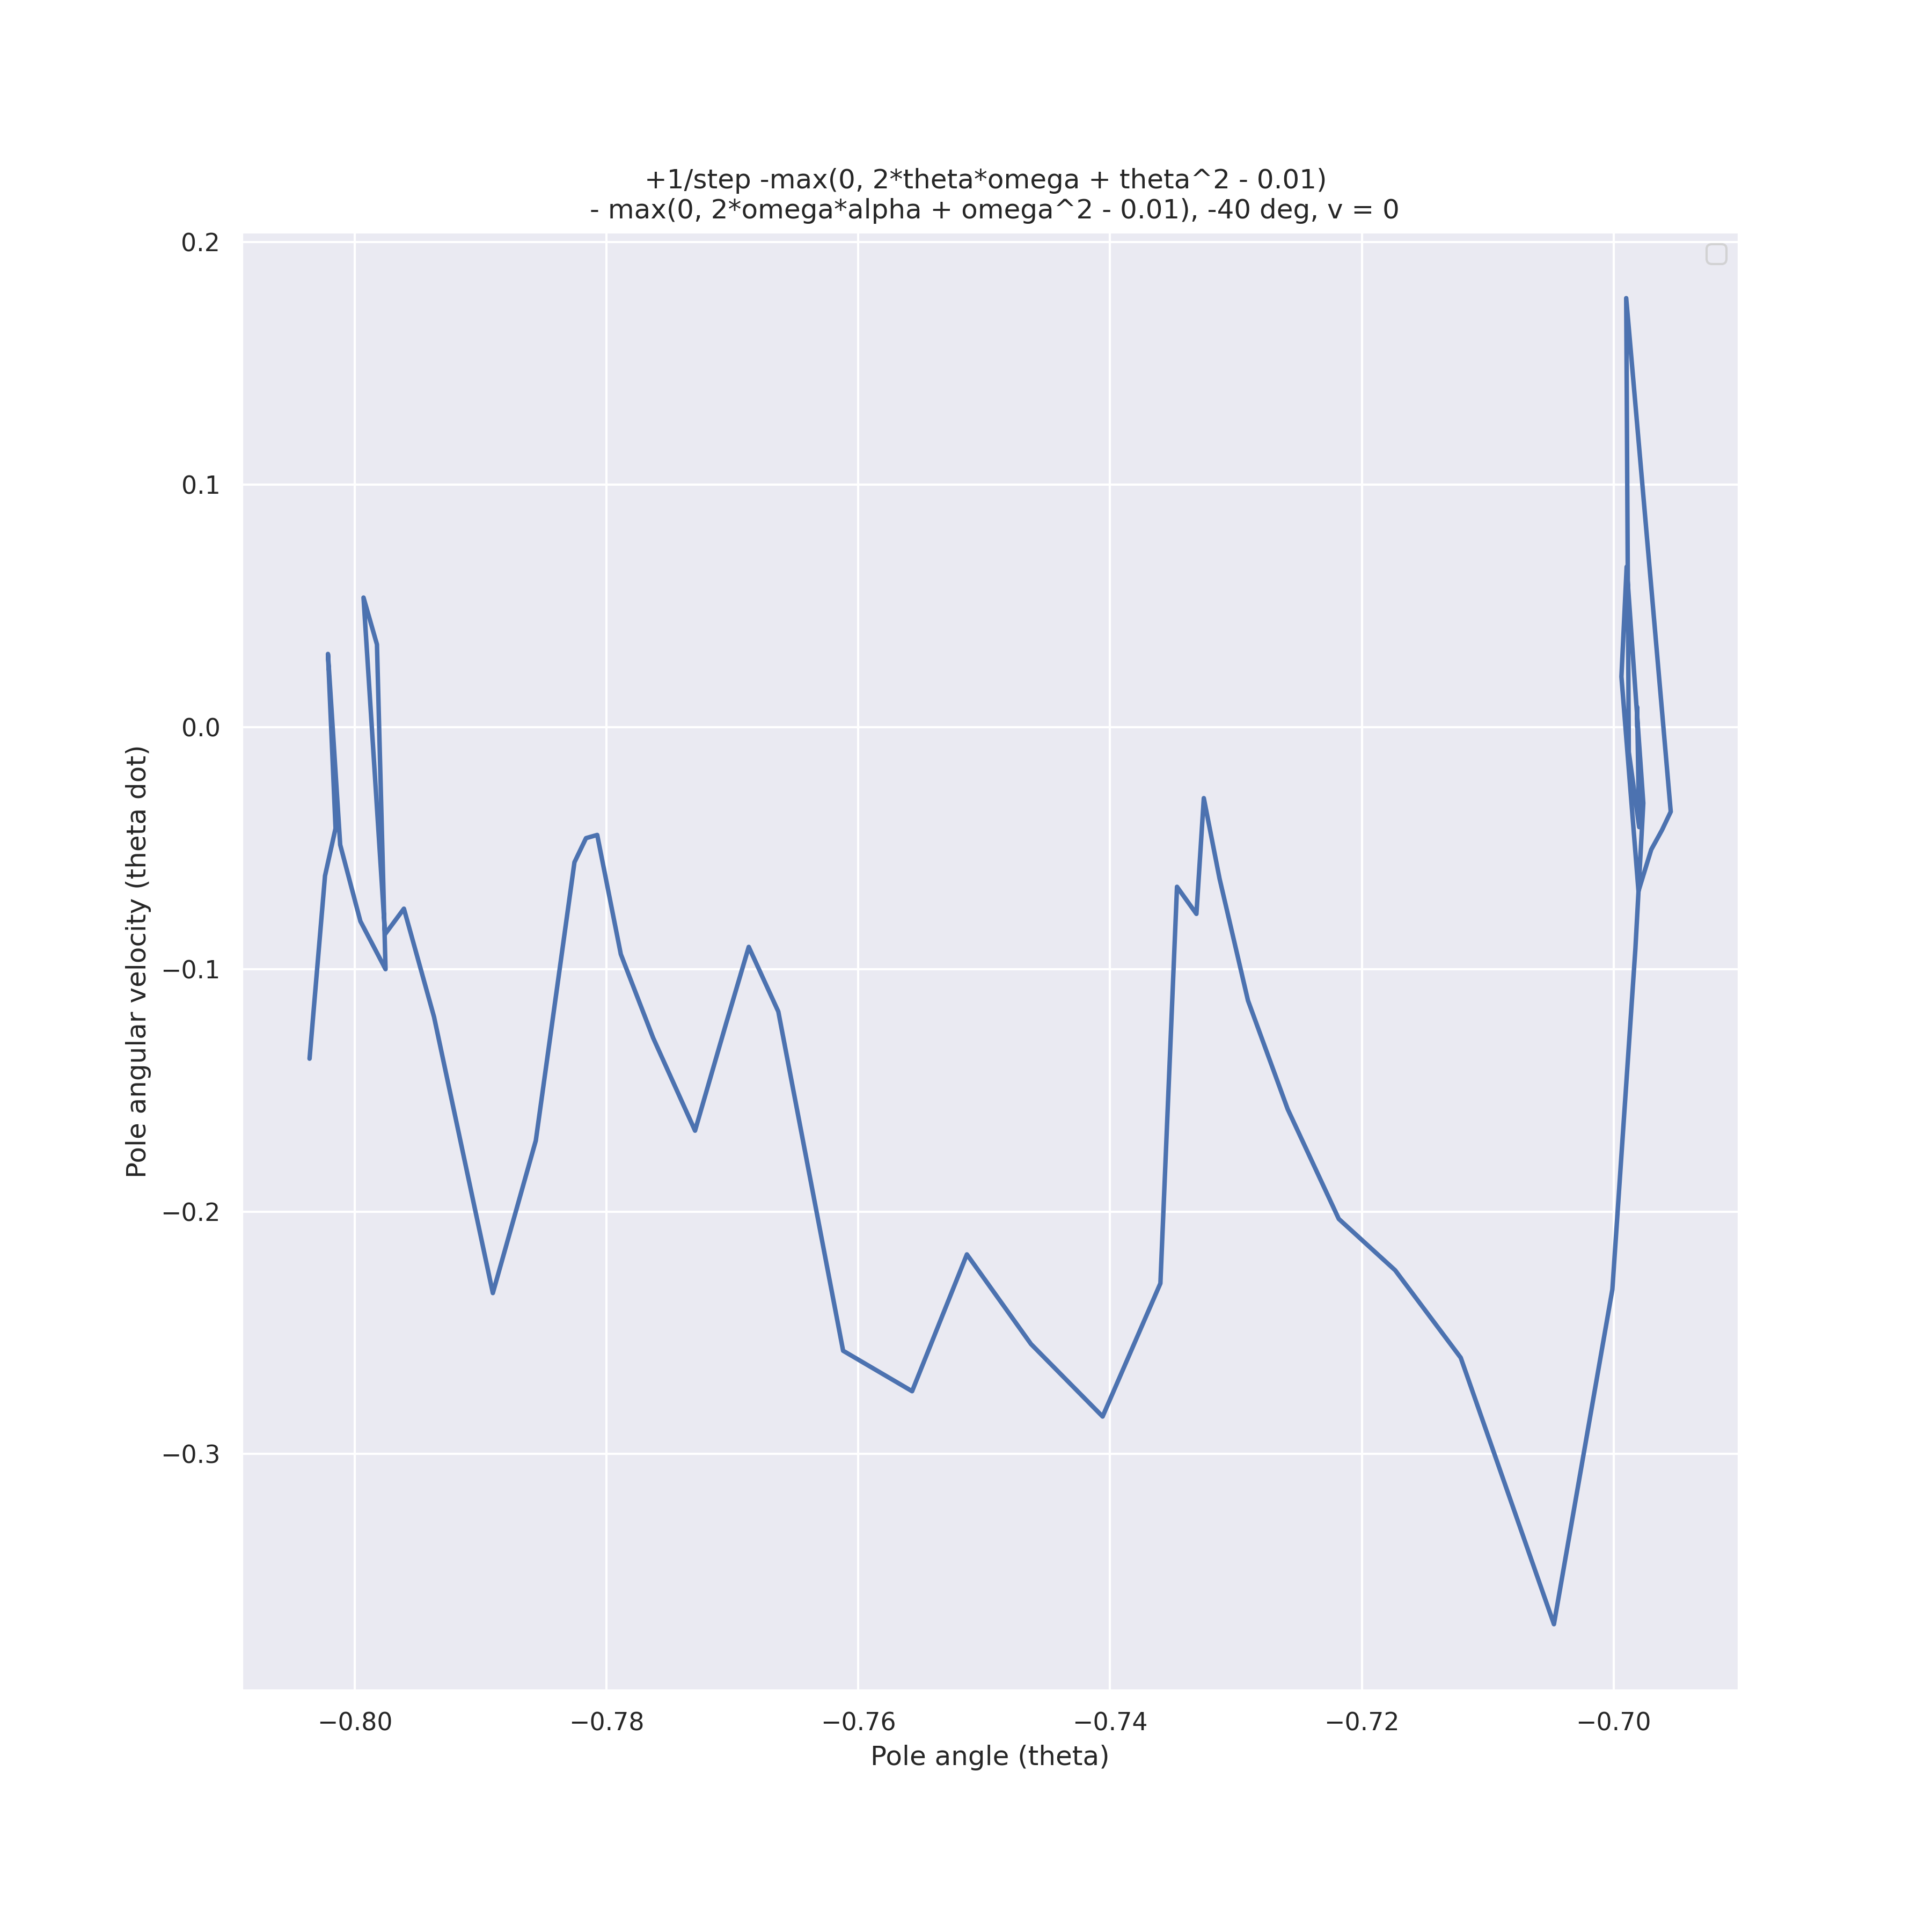 +1/step -max(0, 2*theta*omega + theta^2 - 0.01)
- max(0, 2*omega*alpha + omega^2 - 0.01), -40 deg, v = 0
0.2
0.1
0.0
−0.1
−0.2
−0.3
Pole angular velocity (theta dot)
−0.80 −0.78 −0.76 −0.74 −0.72 −0.70
Pole angle (theta)